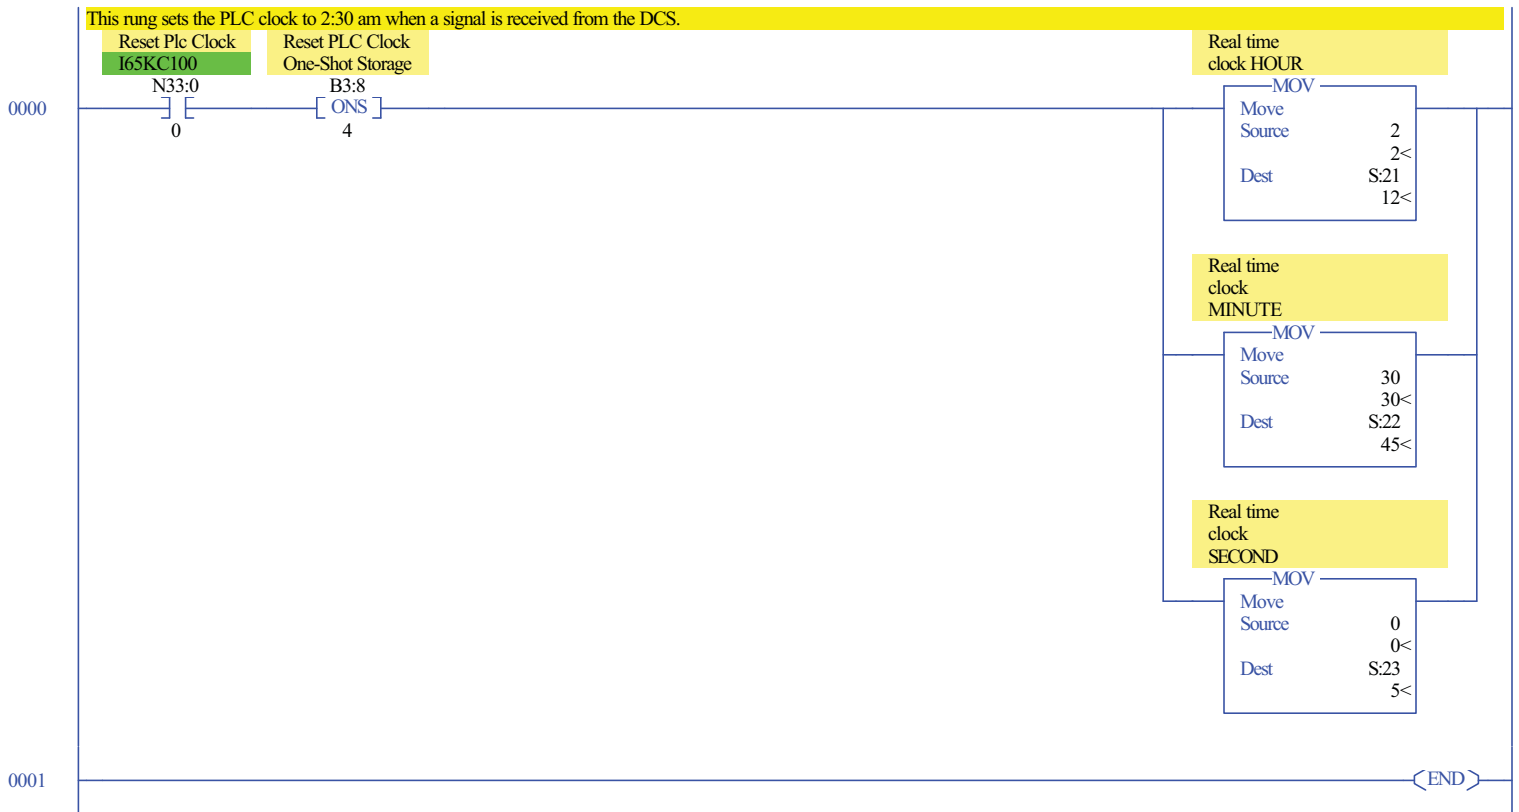 This rung sets the PLC clock to 2:30 am when a signal is received from the DCS.
Reset Plc Clock
I65KC100
N33:0
0
Reset PLC Clock
One-Shot Storage
B3:8
ONS
4
0000
Real time
clock HOUR
MOV
Move
Source 2
2<
Dest S:21
12<
Real time
clock
MINUTE
MOV
Move
Source 30
30<
Dest S:22
45<
Real time
clock
SECOND
MOV
Move
Source 0
0<
Dest S:23
5<
0001
END